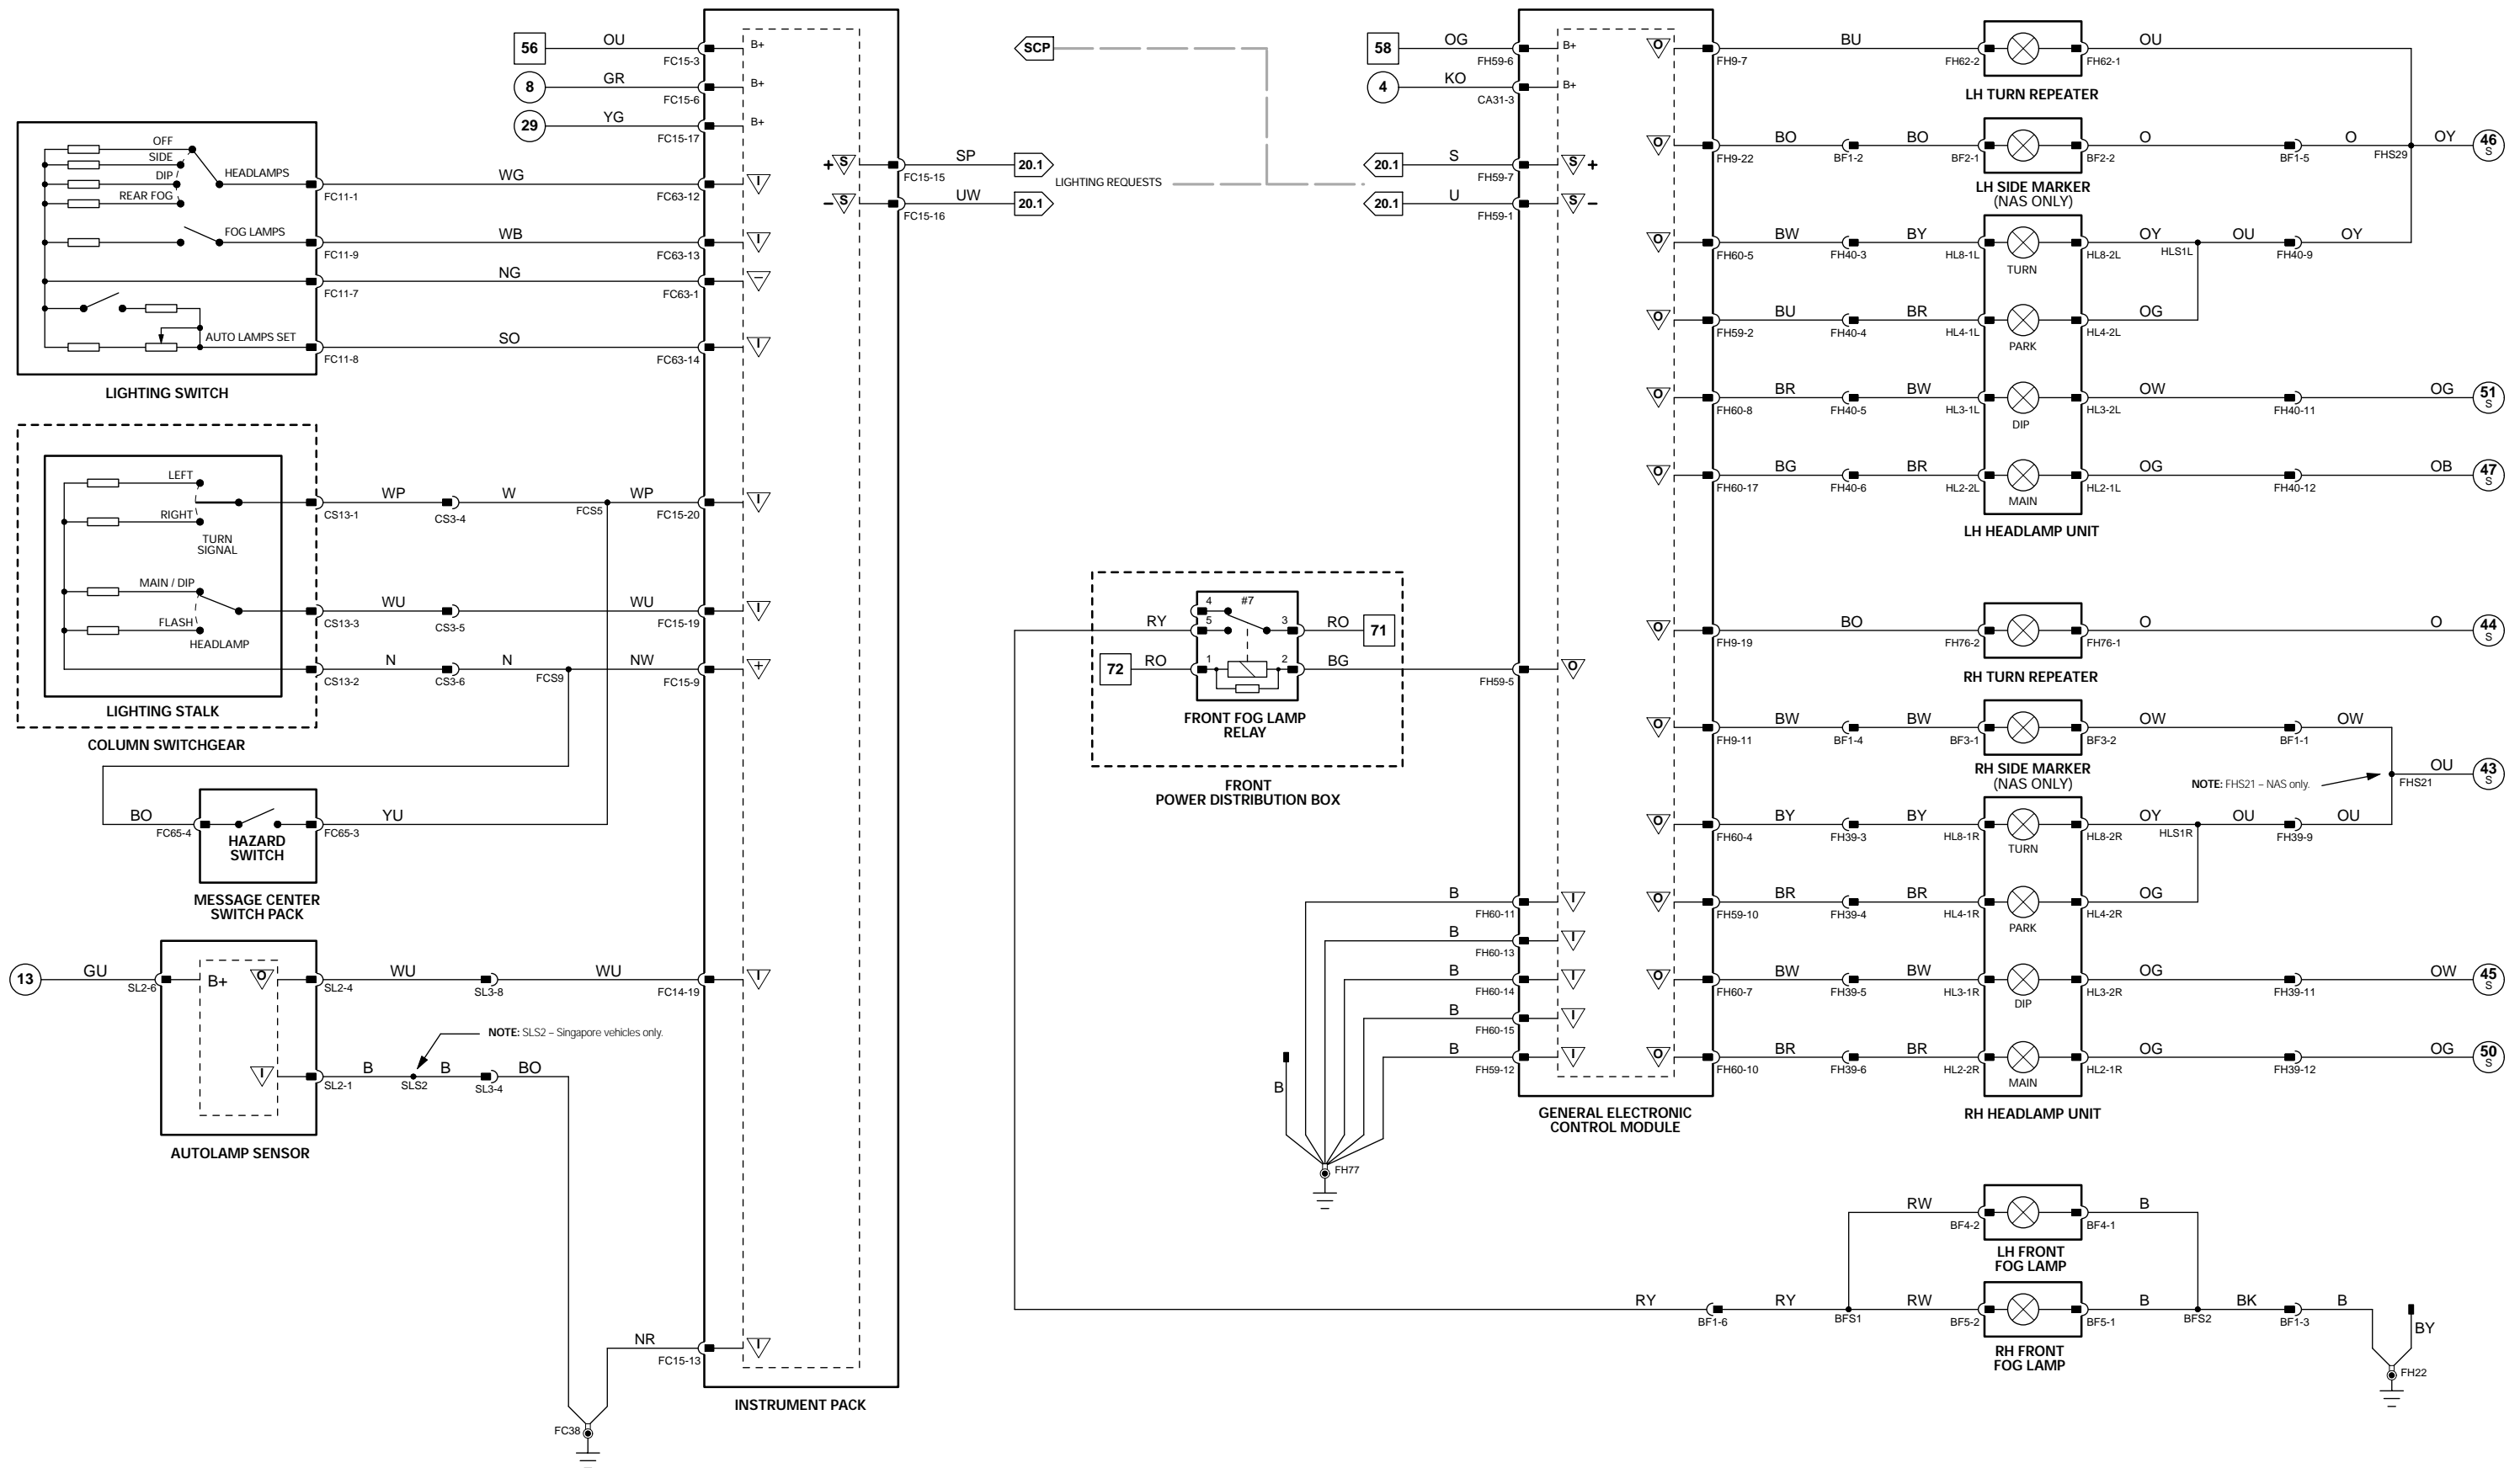 56
OU
FC15-3
B+
8
GR
FC15-6
B+
29
YG
FC15-17
B+
OFF
SIDE
DIP
REAR FOG
HEADLAMPS
FC11-1
WG
FC63-12
I
FOG LAMPS
FC11-9
WB
FC63-13
I
FC11-7
NG
FC63-1
–
AUTO LAMPS SET
FC11-8
SO
FC63-14
I
LIGHTING SWITCH
LEFT
RIGHT
TURN
SIGNAL
CS13-1
WP
CS3-4
W
FCS5
WP
FC15-20
I
MAIN / DIP
FLASH
HEADLAMP
CS13-3
WU
CS3-5
WU
FC15-19
I
CS13-2
N
CS3-6
N
FCS9
NW
FC15-9
+
LIGHTING STALK
COLUMN SWITCHGEAR
BO
FC65-4
HAZARD
SWITCH
FC65-3
YU
MESSAGE CENTER
SWITCH PACK
13
GU
SL2-6
B+
O
SL2-4
WU
SL3-8
WU
FC14-19
I
NOTE: SLS2 – Singapore vehicles only.
I
SL2-1
B
SLS2
B
SL3-4
BO
AUTOLAMP SENSOR
NR
FC15-13
I
FC38
INSTRUMENT PACK
+ S
FC15-15
SP
20.1
– S
FC15-16
UW
20.1
LIGHTING REQUESTS
SCP
58
OG
FH59-6
B+
4
KO
CA31-3
B+
20.1
S
FH59-7
S +
20.1
U
FH59-1
S –
RY
4
5
#7
3
RO
71
72
RO
1
2
BG
FH59-5
O
FRONT FOG LAMP
RELAY
FRONT
POWER DISTRIBUTION BOX
B
FH60-11
I
B
FH60-13
I
B
FH60-14
I
B
FH60-15
I
B
FH59-12
I
B
FH77
GENERAL ELECTRONIC
CONTROL MODULE
O
FH9-7
BU
FH62-2
FH62-1
OU
LH TURN REPEATER
O
FH9-22
BO
BF1-2
BO
BF2-1
BF2-2
O
BF1-5
O
FHS29
OY
46
S
LH SIDE MARKER
(NAS ONLY)
O
FH60-5
BW
FH40-3
BY
HL8-1L
TURN
HL8-2L
OY
HLS1L
OU
FH40-9
OY
O
FH59-2
BU
FH40-4
BR
HL4-1L
PARK
HL4-2L
OG
O
FH60-8
BR
FH40-5
BW
HL3-1L
DIP
HL3-2L
OW
FH40-11
OG
51
S
O
FH60-17
BG
FH40-6
BR
HL2-2L
MAIN
HL2-1L
OG
FH40-12
OB
47
S
LH HEADLAMP UNIT
O
FH9-19
BO
FH76-2
FH76-1
O
O
44
S
RH TURN REPEATER
O
FH9-11
BW
BF1-4
BW
BF3-1
BF3-2
OW
BF1-1
OW
RH SIDE MARKER
(NAS ONLY)
NOTE: FHS21 – NAS only.
FHS21
OU
43
S
O
FH60-4
BY
FH39-3
BY
HL8-1R
TURN
HL8-2R
OY
HLS1R
OU
FH39-9
OU
O
FH59-10
BR
FH39-4
BR
HL4-1R
PARK
HL4-2R
OG
O
FH60-7
BW
FH39-5
BW
HL3-1R
DIP
HL3-2R
OG
FH39-11
OW
45
S
O
FH60-10
BR
FH39-6
BR
HL2-2R
MAIN
HL2-1R
OG
FH39-12
OG
50
S
RH HEADLAMP UNIT
RW
BF4-2
BF4-1
B
LH FRONT
FOG LAMP
RY
BF1-6
RY
BFS1
RW
BF5-2
BF5-1
B
BFS2
BK
BF1-3
B
BY
RH FRONT
FOG LAMP
FH22